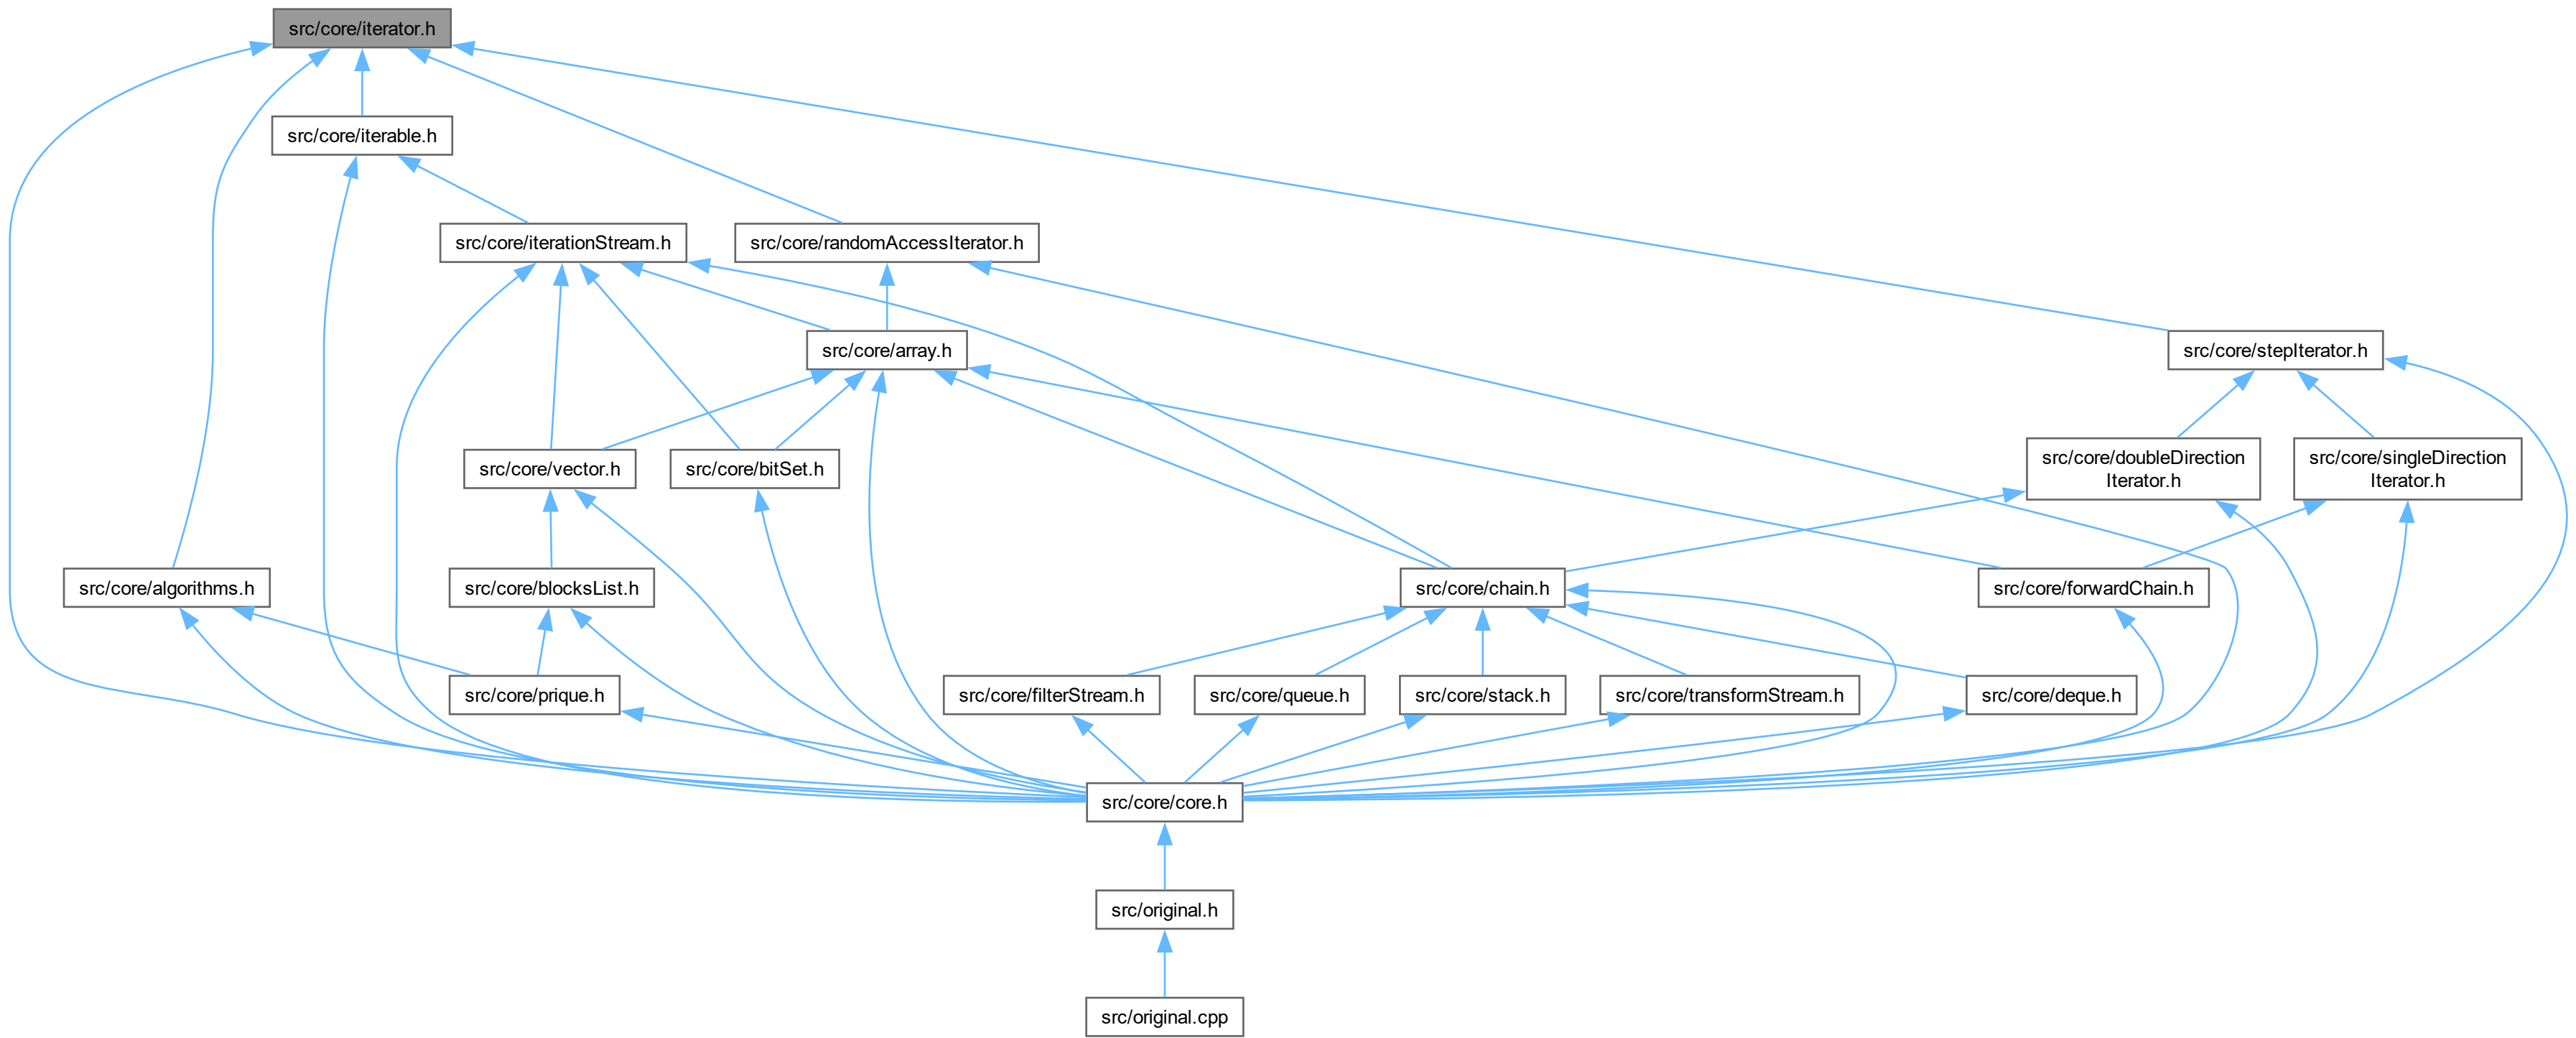 src/core/iterator.h
src/core/iterable.h
src/core/iterationStream.h
src/core/randomAccessIterator.h
src/core/array.h
src/core/stepIterator.h
src/core/vector.h
src/core/bitSet.h
src/core/doubleDirection
Iterator.h
src/core/singleDirection
Iterator.h
src/core/algorithms.h
src/core/blocksList.h
src/core/chain.h
src/core/forwardChain.h
src/core/prique.h
src/core/filterStream.h
src/core/queue.h
src/core/stack.h
src/core/transformStream.h
src/core/deque.h
src/core/core.h
src/original.h
src/original.cpp